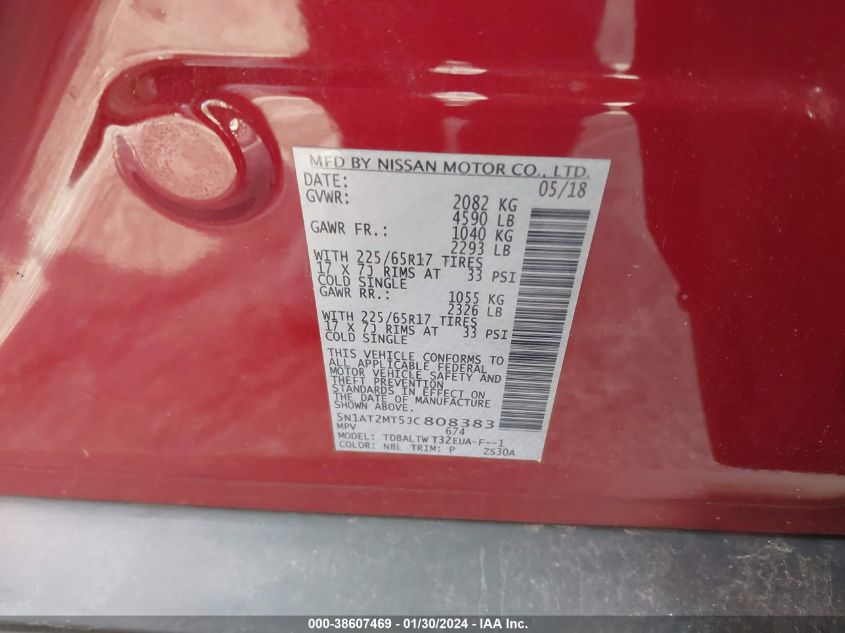 MFD BY NISSAN MOTOR CO., LTD.
DATE: 05/18
GVWR: 2082 KG
4590 LB
GAWR FR.: 1040 KG
2293 LB
WITH 225/65R17 TIRES
17 X 7J RIMS AT 33 PSI
COLD SINGLE
GAWR RR.: 1055 KG
2326 LB
WITH 225/65R17 TIRES
17 X 7J RIMS AT 33 PSI
COLD SINGLE
THIS VEHICLE CONFORMS TO
ALL APPLICABLE FEDERAL
MOTOR VEHICLE SAFETY AND
THEFT PREVENTION
STANDARDS IN EFFECT ON
THE DATE OF MANUFACTURE
SHOWN ABOVE.
5N1AT2MT5JC808383
MPV 674
MODEL: TDBALTWT32EUA-F--1
COLOR: NBL TRIM: P ZS30A
000-38607469 - 01/30/2024 - IAA, Inc.